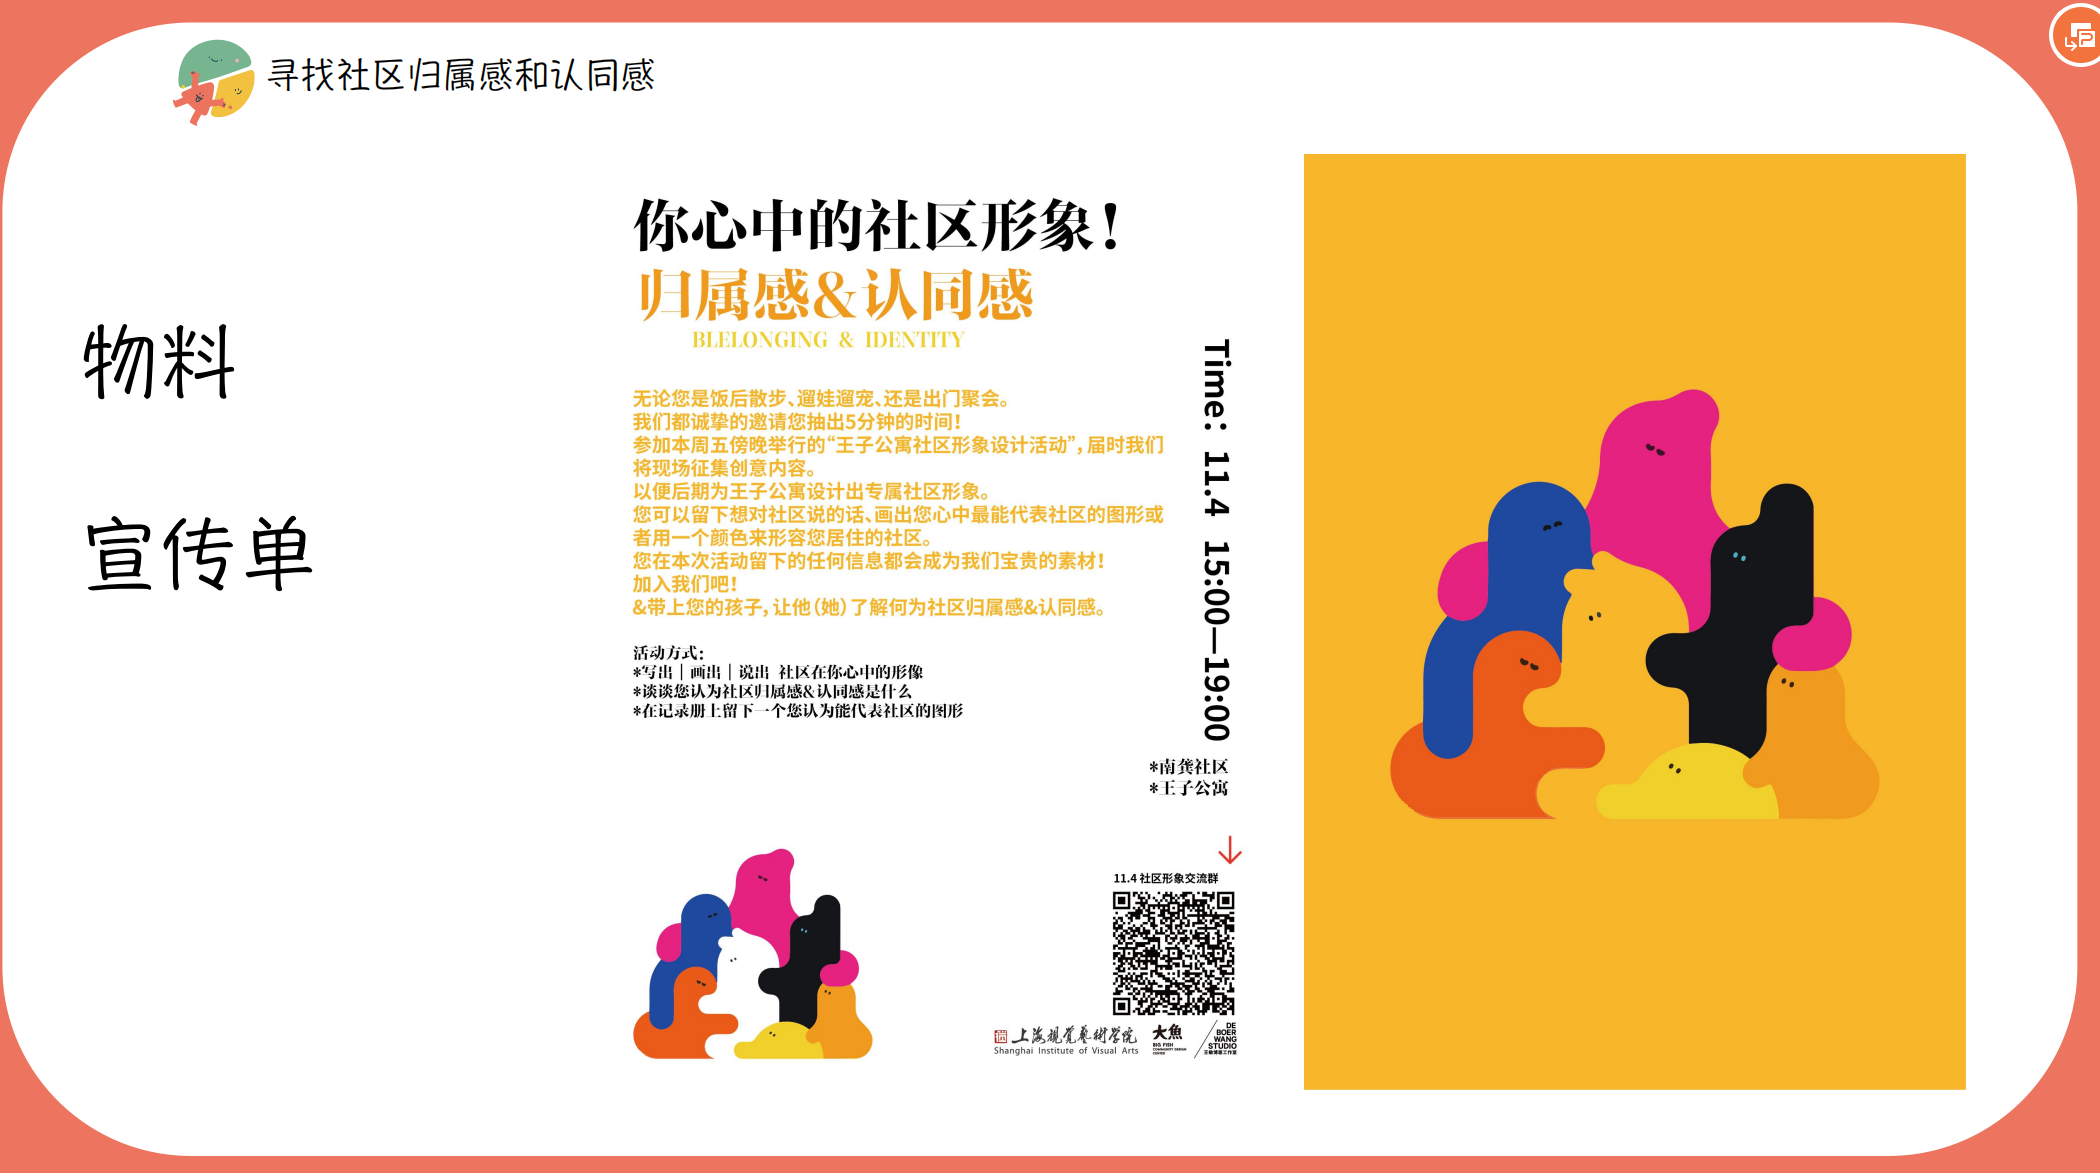 寻找社区归属感和认同感
物料
宣传单
你心中的社区形象！
归属感&认同感
BLELONGING & IDENTITY
无论您是饭后散步、遛娃遛宠、还是出门聚会。
我们都诚挚的邀请您抽出5分钟的时间！
参加本周五傍晚举行的“王子公寓社区形象设计活动”，届时我们
将现场征集创意内容。
以便后期为王子公寓设计出专属社区形象。
您可以留下想对社区说的话、画出您心中最能代表社区的图形或
者用一个颜色来形容您居住的社区。
您在本次活动留下的任何信息都会成为我们宝贵的素材！
加入我们吧！
&带上您的孩子，让他（她）了解何为社区归属感&认同感。
活动方式：
*写出｜画出｜说出 社区在你心中的形像
*谈谈您认为社区归属感&认同感是什么
*在记录册上留下一个您认为能代表社区的图形
Time：11.4 15:00—19:00
*南龚社区
*王子公寓
11.4 社区形象交流群
上海视觉艺術学院
Shanghai Institute of Visual Arts
大魚
BIG FISH
COMMUNITY DESIGN
CENTER
DE
BOER
WANG
STUDIO